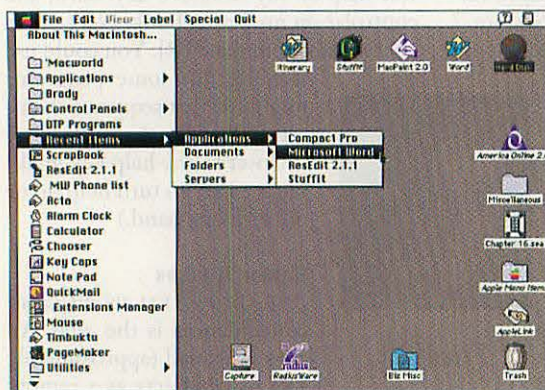 File Edit View Label Special Quit
About This Macintosh...
'Macworld
Applications
Brady
Control Panels
DTP Programs
Recent Items
ScrapBook
ResEdit 2.1.1
MW Phone list
Acta
Alarm Clock
Calculator
Chooser
Key Caps
Note Pad
QuickMail
Extensions Manager
Mouse
Timbuktu
PageMaker
Utilities
Applications
Documents
Folders
Servers
Compact Pro
Microsoft Word
ResEdit 2.1.1
StuffIt
Itinerary
StuffIt
MacPaint 2.0
Word
Hard Disk
America Online 2.
Miscellaneous
Chapter 16.sea
Apple Menu Items
AppleLink
Capture
RadiusWare
Biz Misc
Trash